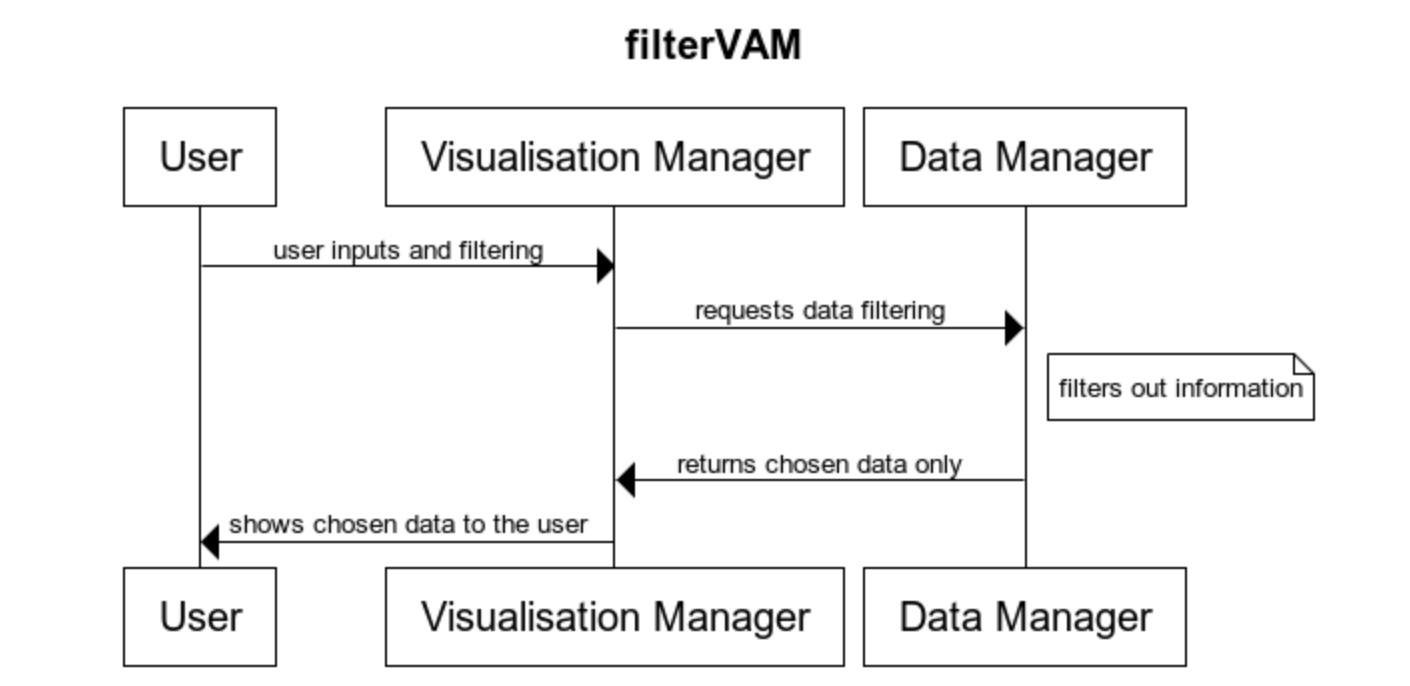 filterVAM
User
Visualisation Manager
Data Manager
user inputs and filtering
requests data filtering
filters out information
returns chosen data only
shows chosen data to the user
User
Visualisation Manager
Data Manager